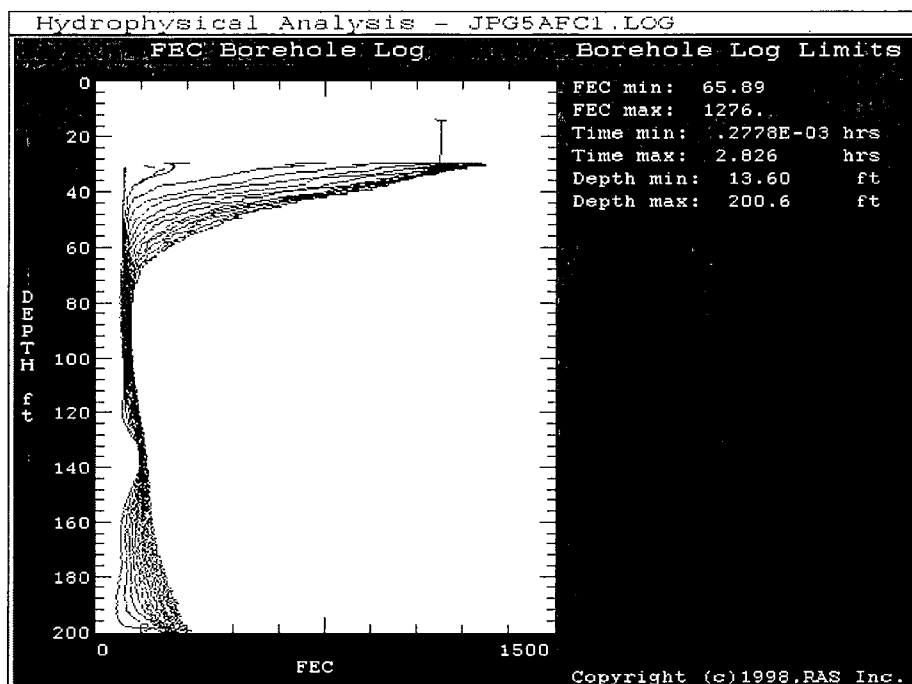 Hydrophysical Analysis - JPG5AFC1.LOG
FEC Borehole Log
Borehole Log Limits
FEC min: 65.89
FEC max: 1276.
Time min: .2778E-03 hrs
Time max: 2.826 hrs
Depth min: 13.60 ft
Depth max: 200.6 ft
0
20
40
60
80
100
120
140
160
180
200
DEPTH ft
0
1500
FEC
Copyright (c)1998,RAS Inc.